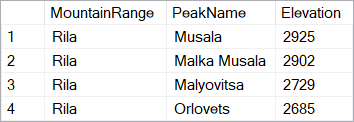 MountainRange PeakName Elevation
1 Rila Musala 2925
2 Rila Malka Musala 2902
3 Rila Malyovitsa 2729
4 Rila Orlovets 2685